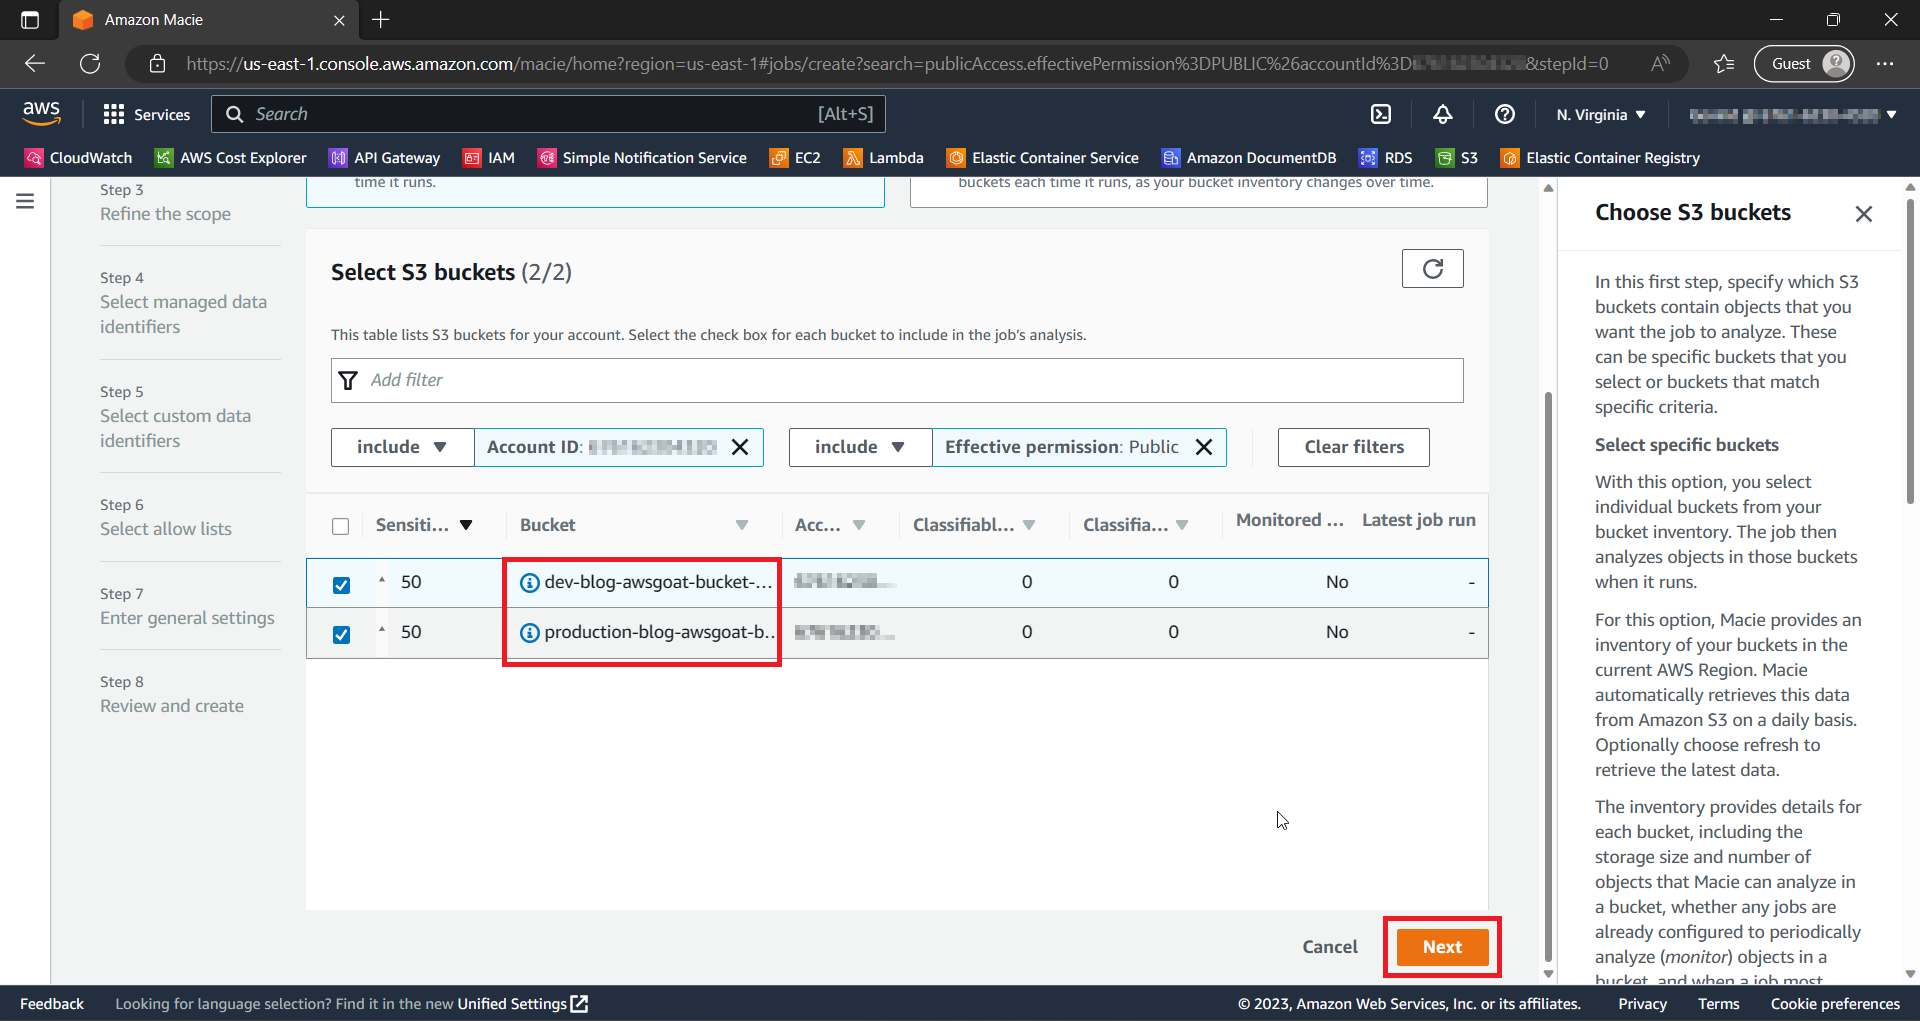 Amazon Macie
https://us-east-1.console.aws.amazon.com/macie/home?region=us-east-1#jobs/create?search=publicAccess.effectivePermission%3DPUBLIC%26accountId%3D
&stepId=0
Guest
aws
Services
Search
[Alt+S]
N. Virginia
CloudWatch
AWS Cost Explorer
API Gateway
IAM
Simple Notification Service
EC2
Lambda
Elastic Container Service
Amazon DocumentDB
RDS
S3
Elastic Container Registry
Step 3
Refine the scope
Step 4
Select managed data
identifiers
Step 5
Select custom data
identifiers
Step 6
Select allow lists
Step 7
Enter general settings
Step 8
Review and create
time it runs.
buckets each time it runs, as your bucket inventory changes over time.
Select S3 buckets (2/2)
This table lists S3 buckets for your account. Select the check box for each bucket to include in the job's analysis.
Add filter
include
Account ID:
include
Effective permission: Public
Clear filters
Sensiti...
Bucket
Acc...
Classifiabl...
Classifia...
Monitored ...
Latest job run
50
dev-blog-awsgoat-bucket-...
0
0
No
-
50
production-blog-awsgoat-b...
0
0
No
-
Cancel
Next
Choose S3 buckets
In this first step, specify which S3
buckets contain objects that you
want the job to analyze. These
can be specific buckets that you
select or buckets that match
specific criteria.
Select specific buckets
With this option, you select
individual buckets from your
bucket inventory. The job then
analyzes objects in those buckets
when it runs.
For this option, Macie provides an
inventory of your buckets in the
current AWS Region. Macie
automatically retrieves this data
from Amazon S3 on a daily basis.
Optionally choose refresh to
retrieve the latest data.
The inventory provides details for
each bucket, including the
storage size and number of
objects that Macie can analyze in
a bucket, whether any jobs are
already configured to periodically
analyze (monitor) objects in a
bucket, and when a job most
Feedback
Looking for language selection? Find it in the new Unified Settings
© 2023, Amazon Web Services, Inc. or its affiliates.
Privacy
Terms
Cookie preferences